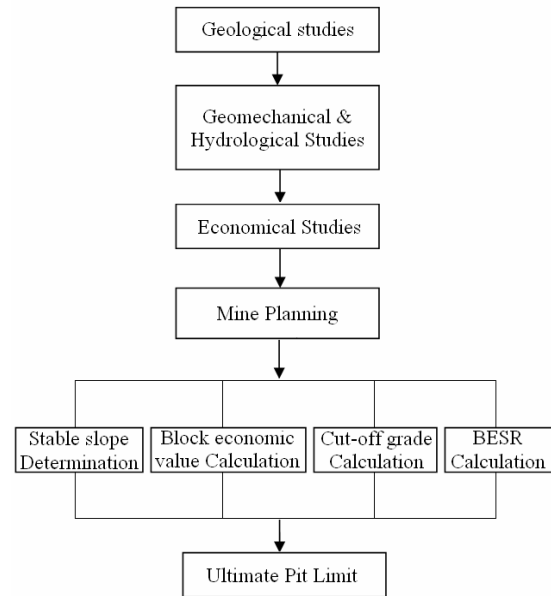 Geological studies
Geomechanical &
Hydrological Studies
Economical Studies
Mine Planning
Stable slope
Determination
Block economic
value Calculation
Cut-off grade
Calculation
BESR
Calculation
Ultimate Pit Limit